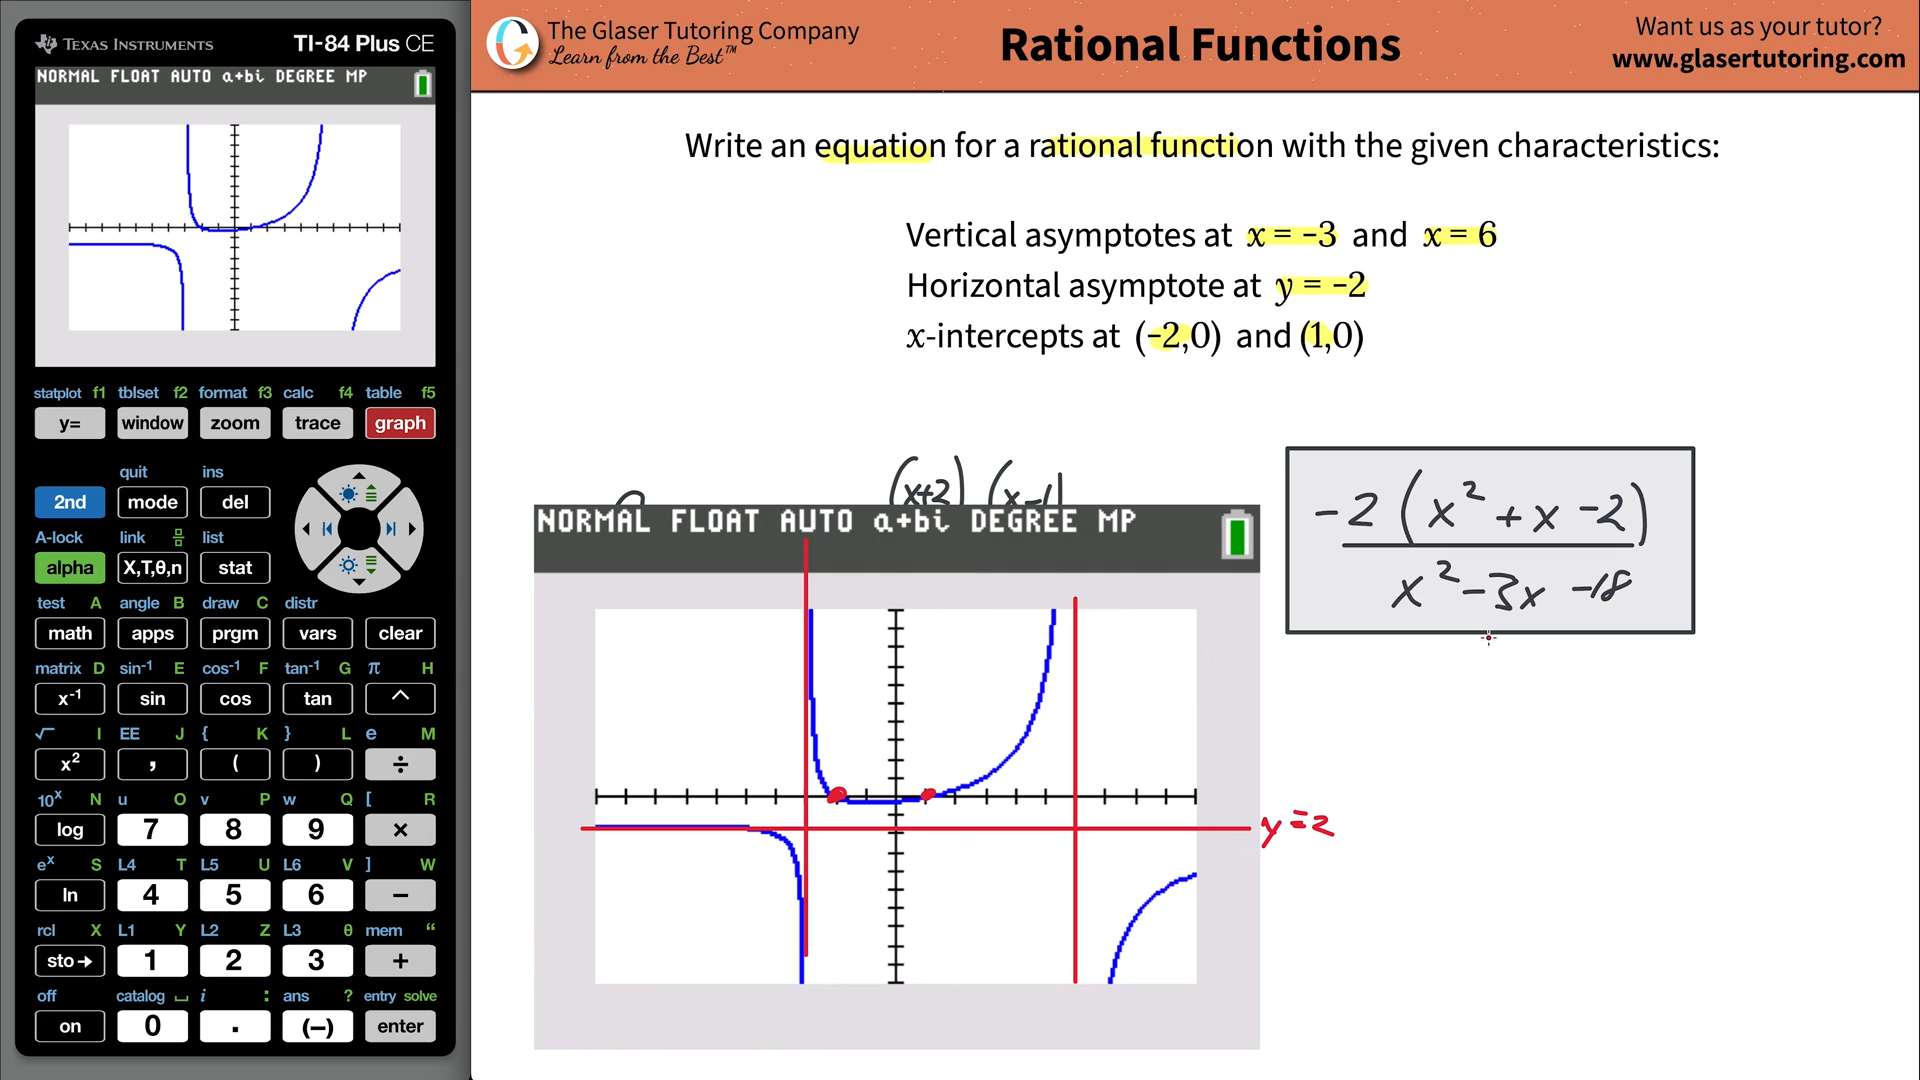 TEXAS INSTRUMENTS TI-84 Plus CE
NORMAL FLOAT AUTO a+bi DEGREE MP
statplot f1 tblset f2 format f3 calc f4 table f5
y= window zoom trace graph
quit ins
2nd mode del
A-lock link list
alpha X,T,θ,n stat
test A angle B draw C distr
math apps prgm vars clear
matrix D sin⁻¹ E cos⁻¹ F tan⁻¹ G π H
x⁻¹ sin cos tan ^
√ I EE J { K } L e M
x² , ( ) ÷
10ˣ N u O v P w Q [ R
log 7 8 9 ×
eˣ S L4 T L5 U L6 V ] W
ln 4 5 6 −
rcl X L1 Y L2 Z L3 θ mem “
sto→ 1 2 3 +
off catalog ⎵ i : ans ? entry solve
on 0 . (–) enter
The Glaser Tutoring Company
Learn from the Best™
Rational Functions
Want us as your tutor?
www.glasertutoring.com
Write an equation for a rational function with the given characteristics:
Vertical asymptotes at x = -3 and x = 6
Horizontal asymptote at y = -2
x-intercepts at (-2,0) and (1,0)
(x+2) (x-1
NORMAL FLOAT AUTO a+bi DEGREE MP
-2 (x² + x - 2)
x² - 3x - 18
y = 2